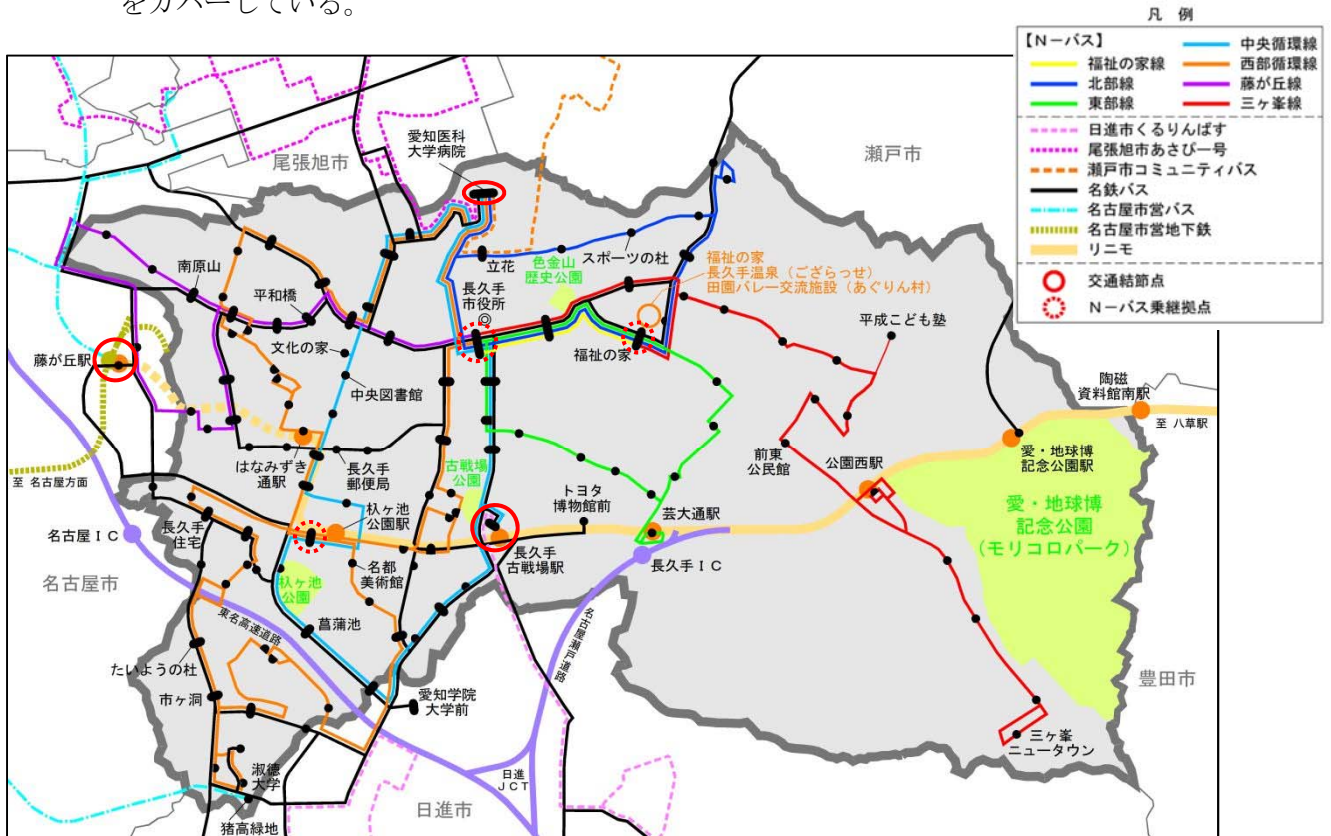 をカバーしている。
凡 例
【N－バス】
中央循環線
福祉の家線
西部循環線
北部線
藤が丘線
東部線
三ヶ峯線
日進市くるりんばす
尾張旭市あさぴー号
瀬戸市コミュニティバス
名鉄バス
名古屋市営バス
名古屋市営地下鉄
リニモ
交通結節点
N－バス乗継拠点
愛知医科
大学病院
尾張旭市
瀬戸市
南原山
平和橋
立花
色金山
歴史公園
スポーツの杜
福祉の家
長久手温泉（ござらっせ）
田園バレー交流施設（あぐりん村）
長久手
市役所
平成こども塾
藤が丘駅
文化の家
福祉の家
中央図書館
陶磁
資料館南駅
至 八草駅
はなみずき
通駅
長久手
郵便局
古戦場
公園
前東
公民館
公園西駅
愛・地球博
記念公園駅
至 名古屋方面
トヨタ
博物館前
芸大通駅
愛・地球博
記念公園
（モリコロパーク）
名古屋ＩＣ
長久手
住宅
杁ヶ池
公園駅
長久手
古戦場駅
長久手ＩＣ
名古屋市
杁ヶ池
公園
名都
美術館
東名高速道路
菖蒲池
名古屋瀬戸道路
たいようの杜
市ヶ洞
愛知学院
大学前
豊田市
三ヶ峯
ニュータウン
淑徳
大学
日進
ＪＣＴ
日進市
猪高緑地